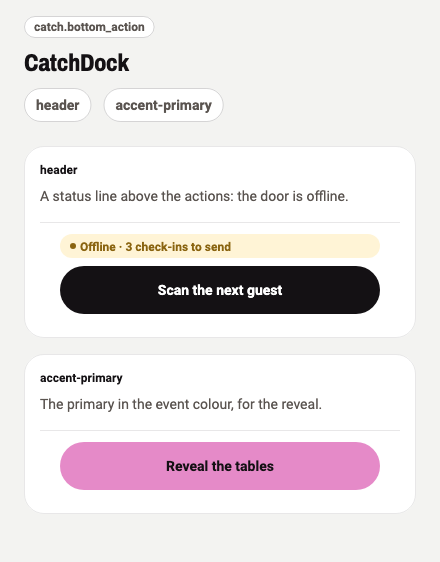 catch.bottom_action
CatchDock
header
accent-primary
header
A status line above the actions: the door is offline.
Offline · 3 check-ins to send
Scan the next guest
accent-primary
The primary in the event colour, for the reveal.
Reveal the tables